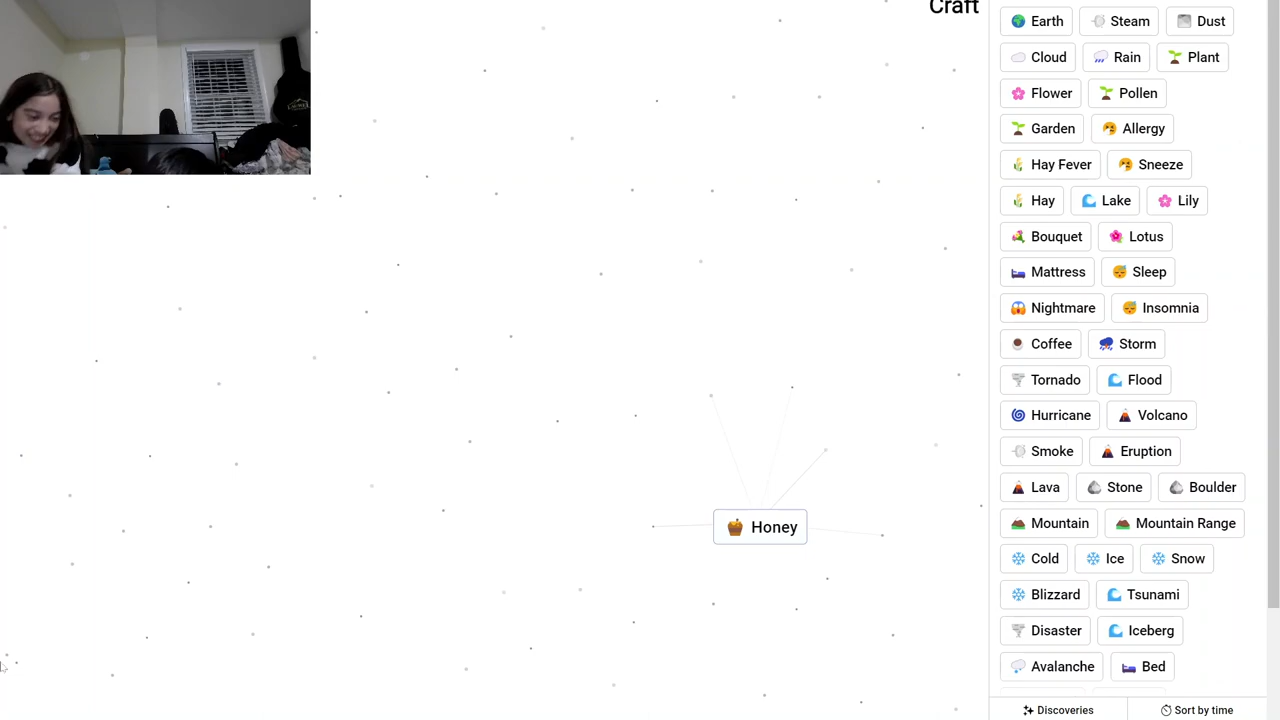 Craft
Earth Steam Dust
Cloud Rain Plant
Flower Pollen
Garden Allergy
Hay Fever Sneeze
Hay Lake Lily
Bouquet Lotus
Mattress Sleep
Nightmare Insomnia
Coffee Storm
Tornado Flood
Hurricane Volcano
Smoke Eruption
Lava Stone Boulder
Honey
Mountain Mountain Range
Cold Ice Snow
Blizzard Tsunami
Disaster Iceberg
Avalanche Bed
Discoveries Sort by time